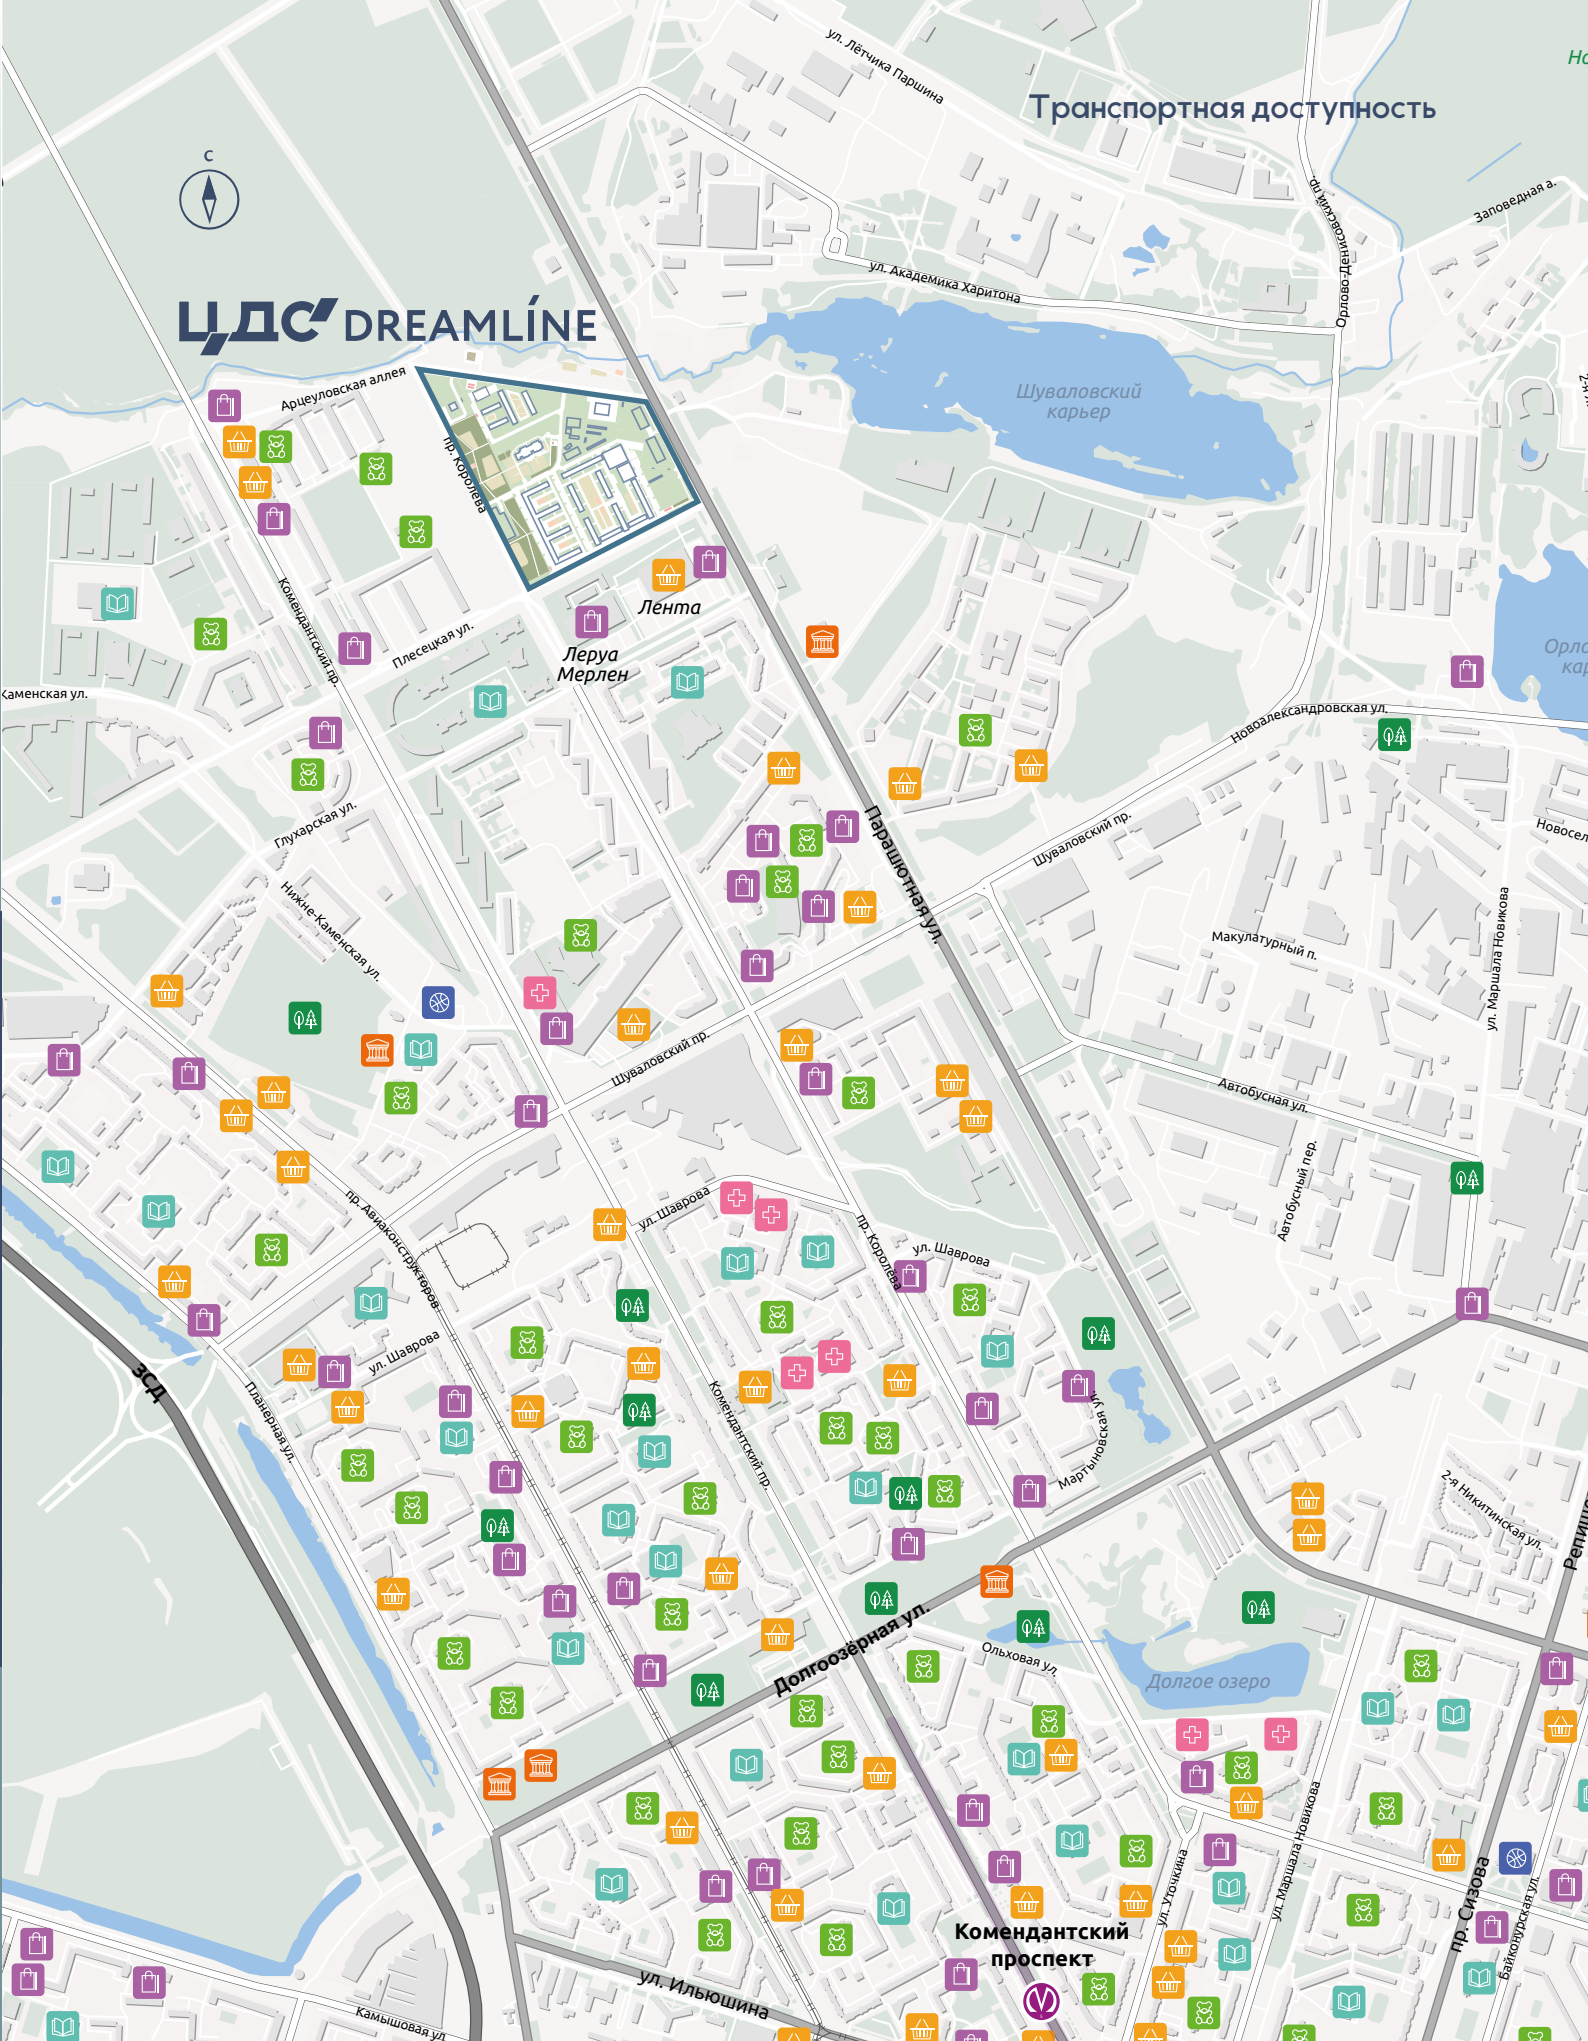 ул. Лётчика Паршина
Транспортная доступность
С
Заповедная а.
Орлово-Денисовский пр.
ул. Академика Харитона
ЦДС DREAMLINE
Арцеуловская аллея
Шуваловский
карьер
пр. Королёва
Комендантский пр.
Лента
Плесецкая ул.
Леруа
Мерлен
Каменская ул.
Новоалександровская ул.
Глухарская ул.
Парашютная ул.
Шуваловский пр.
Нижне-Каменская ул.
ул. Маршала Новикова
Макулатурный п.
Шуваловский пр.
Автобусная ул.
Автобусный пер.
пр. Авиаконструкторов
ул. Шаврова
пр. Королёва
ул. Шаврова
ул. Шаврова
ЗСД
Планерная ул.
Комендантский пр.
Мартыновская ул.
2-я Никитинская ул.
Долгоозёрная ул.
Ольховая ул.
Долгое озеро
ул. Маршала Новикова
ул. Уточкина
пр. Сизова
Байконурская ул.
Комендантский
проспект
ул. Ильюшина
Камышовая ул